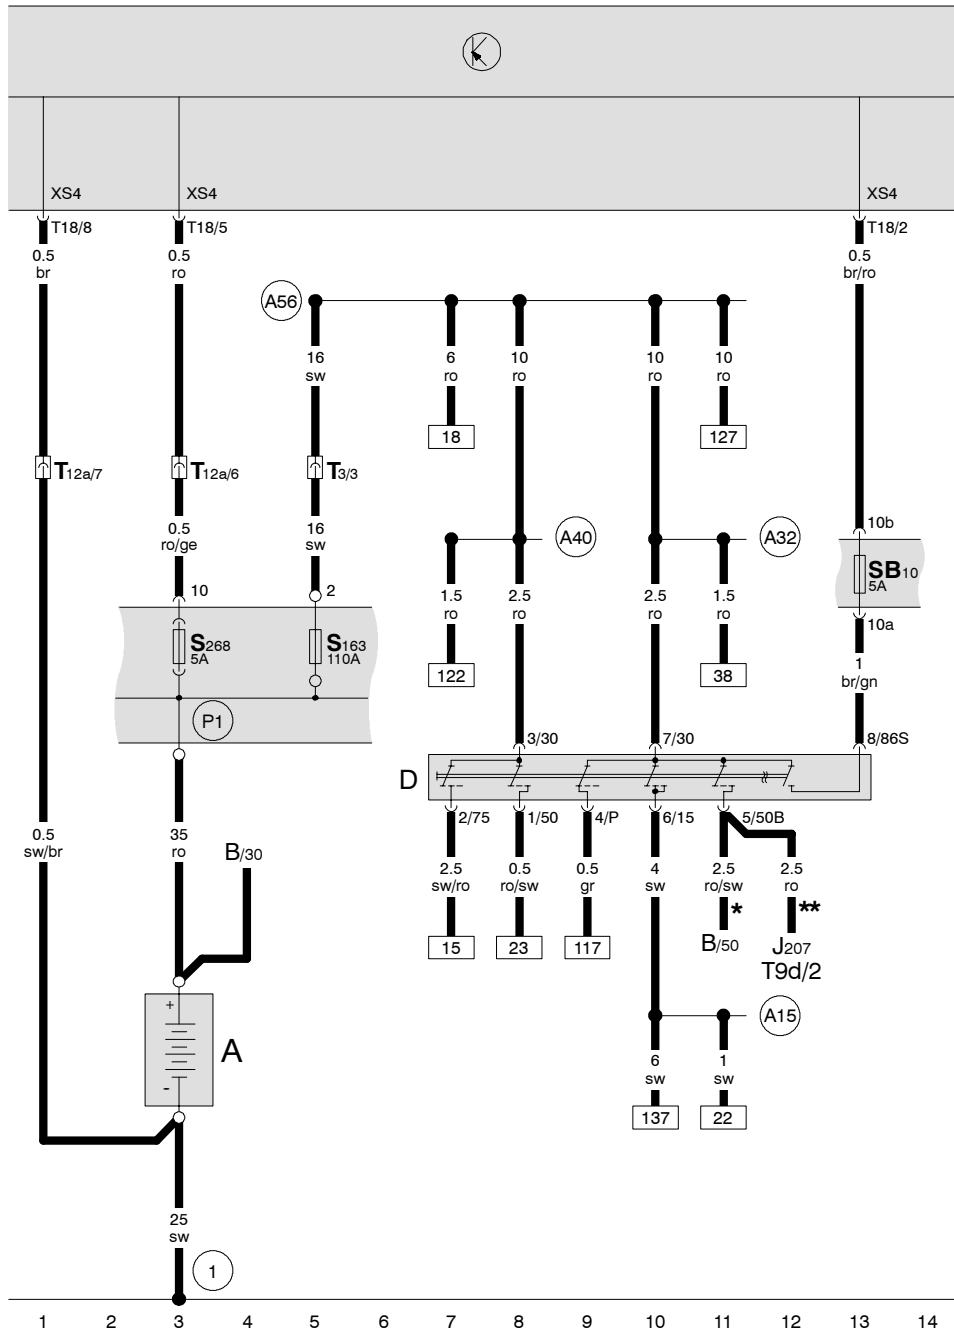 XS4 XS4 XS4
T18/8 T18/5 T18/2
0.5 0.5 0.5
br ro br/ro
A56
16 6 10 10 10
sw ro ro ro ro
18 127
T12a/7 T12a/6 T3/3
0.5 16 A40 A32 10b
ro/ge sw
SB10
5A
10 2
1.5 2.5 2.5 1.5
ro ro ro ro
10a
S268 S163
5A 110A
122 38
1
br/gn
P1
3/30 7/30 8/86S
D
2/75 1/50 4/P 6/15 5/50B
0.5 35
sw/br ro
B/30
2.5 0.5 0.5 4 2.5 2.5
sw/ro ro/sw gr sw ro/sw ro
* **
15 23 117 B/50 J207
T9d/2
+
A
-
A15
6 1
sw sw
137 22
25
sw
1
1 2 3 4 5 6 7 8 9 10 11 12 13 14